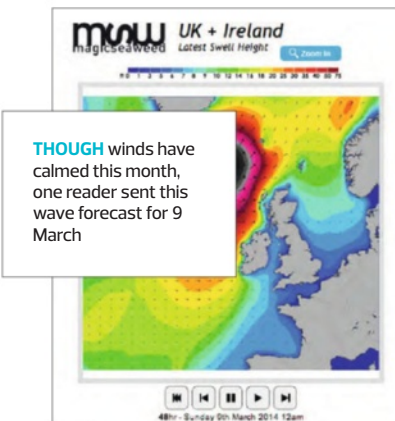 msw
magicseaweed
UK + Ireland
Latest Swell Height
Zoom In
THOUGH winds have
calmed this month,
one reader sent this
wave forecast for 9
March
48hr - Sunday 9th March 2014 12am